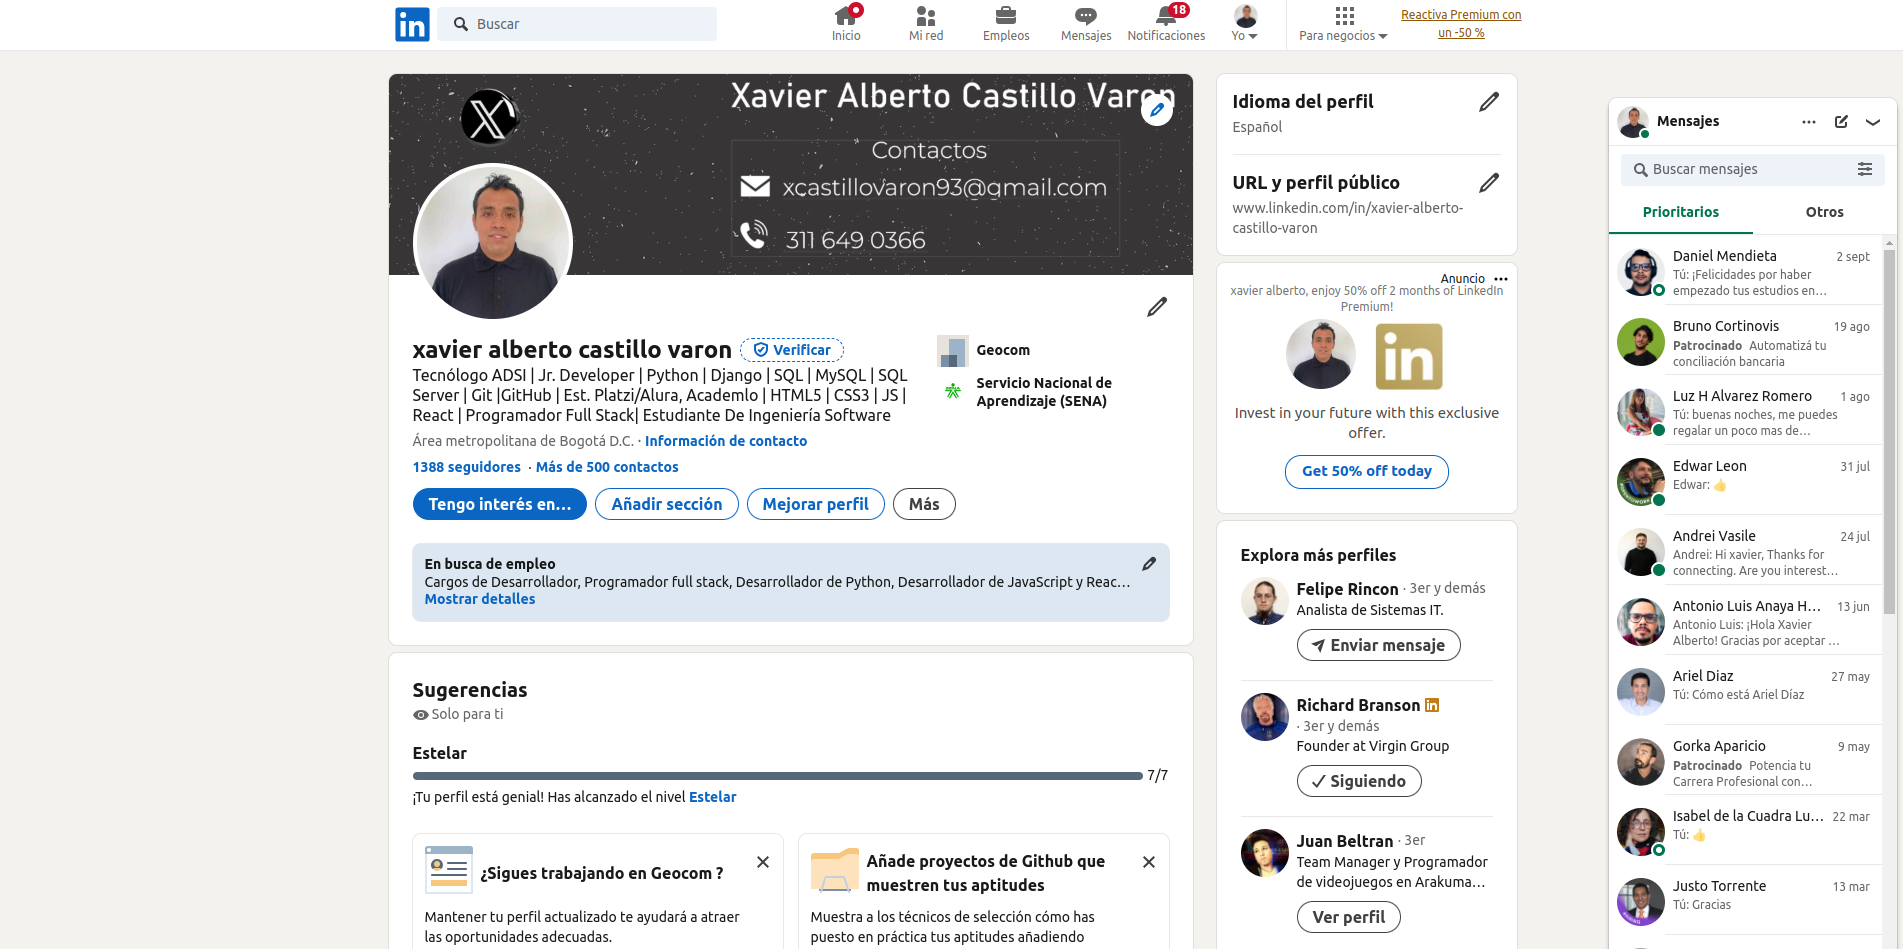 in
Buscar
Inicio
Mi red
Empleos
Mensajes
18
Notificaciones
Yo
Para negocios
Reactiva Premium con
un -50 %
X
Xavier Alberto Castillo Varon
Contactos
xcastillovaron93@gmail.com
311 649 0366
xavier alberto castillo varon
Verificar
Tecnólogo ADSI | Jr. Developer | Python | Django | SQL | MySQL | SQL
Server | Git |GitHub | Est. Platzi/Alura, Academlo | HTML5 | CSS3 | JS |
React | Programador Full Stack| Estudiante De Ingeniería Software
Área metropolitana de Bogotá D.C. · Información de contacto
1388 seguidores · Más de 500 contactos
Geocom
Servicio Nacional de
Aprendizaje (SENA)
Tengo interés en...
Añadir sección
Mejorar perfil
Más
En busca de empleo
Cargos de Desarrollador, Programador full stack, Desarrollador de Python, Desarrollador de JavaScript y Reac...
Mostrar detalles
Sugerencias
Solo para ti
Estelar
7/7
¡Tu perfil está genial! Has alcanzado el nivel Estelar
¿Sigues trabajando en Geocom ?
Mantener tu perfil actualizado te ayudará a atraer
las oportunidades adecuadas.
Añade proyectos de Github que
muestren tus aptitudes
Muestra a los técnicos de selección cómo has
puesto en práctica tus aptitudes añadiendo
Idioma del perfil
Español
URL y perfil público
www.linkedin.com/in/xavier-alberto-
castillo-varon
Anuncio
xavier alberto, enjoy 50% off 2 months of LinkedIn
Premium!
in
Invest in your future with this exclusive
offer.
Get 50% off today
Explora más perfiles
Felipe Rincon · 3er y demás
Analista de Sistemas IT.
Enviar mensaje
Richard Branson in
· 3er y demás
Founder at Virgin Group
Siguiendo
Juan Beltran · 3er
Team Manager y Programador
de videojuegos en Arakuma...
Ver perfil
Mensajes
Buscar mensajes
Prioritarios
Otros
Daniel Mendieta 2 sept
Tú: ¡Felicidades por haber
empezado tus estudios en...
Bruno Cortinovis 19 ago
Patrocinado Automatizá tu
conciliación bancaria
Luz H Alvarez Romero 1 ago
Tú: buenas noches, me puedes
regalar un poco mas de...
Edwar Leon 31 jul
Edwar: 👍
Andrei Vasile 24 jul
Andrei: Hi xavier, Thanks for
connecting. Are you interest...
Antonio Luis Anaya H... 13 jun
Antonio Luis: ¡Hola Xavier
Alberto! Gracias por aceptar ...
Ariel Diaz 27 may
Tú: Cómo está Ariel Díaz
Gorka Aparicio 9 may
Patrocinado Potencia tu
Carrera Profesional con...
Isabel de la Cuadra Lu... 22 mar
Tú: 👍
Justo Torrente 13 mar
Tú: Gracias